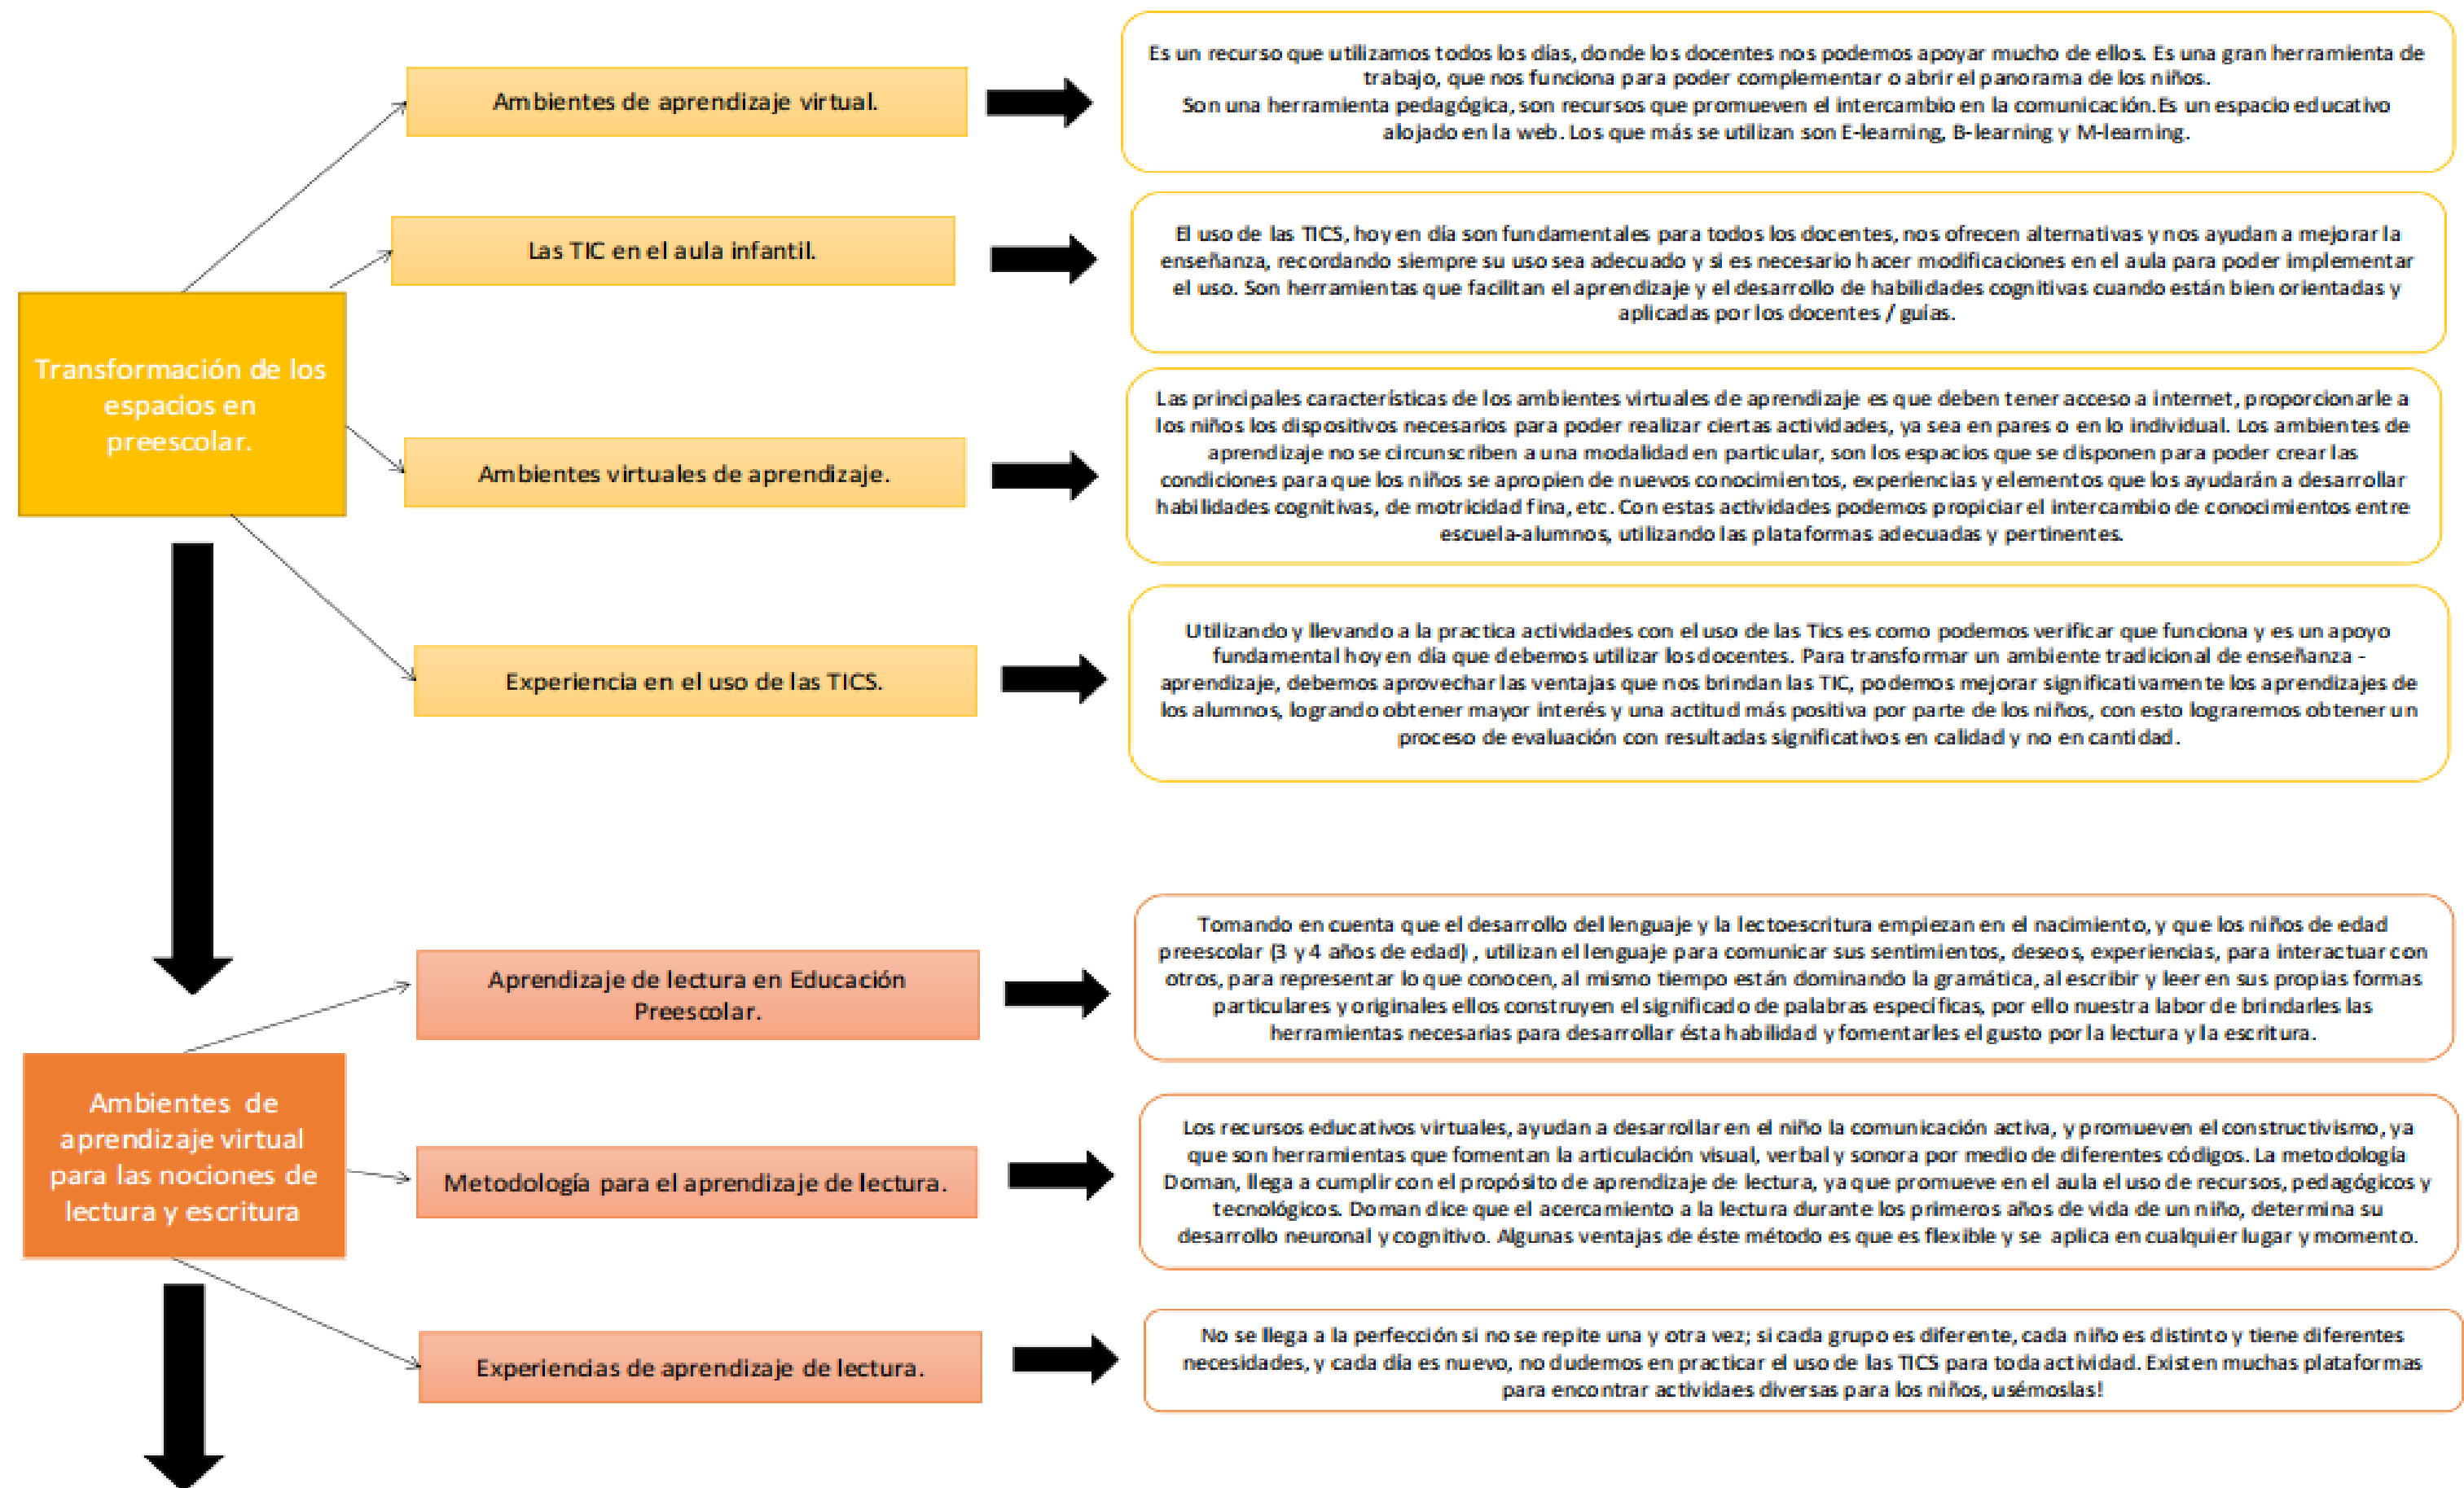 Transformación de los
espacios en
preescolar.
Ambientes de aprendizaje virtual.
Es un recurso que utilizamos todos los días, donde los docentes nos podemos apoyar mucho de ellos. Es una gran herramienta de
trabajo, que nos funciona para poder complementar o abrir el panorama de los niños.
Son una herramienta pedagógica, son recursos que promueven el intercambio en la comunicación.Es un espacio educativo
alojado en la web. Los que más se utilizan son E-learning, B-learning y M-learning.
Las TIC en el aula infantil.
El uso de las TICS, hoy en día son fundamentales para todos los docentes, nos ofrecen alternativas y nos ayudan a mejorar la
enseñanza, recordando siempre su uso sea adecuado y si es necesario hacer modificaciones en el aula para poder implementar
el uso. Son herramientas que facilitan el aprendizaje y el desarrollo de habilidades cognitivas cuando están bien orientadas y
aplicadas por los docentes / guías.
Ambientes virtuales de aprendizaje.
Las principales características de los ambientes virtuales de aprendizaje es que deben tener acceso a internet, proporcionarle a
los niños los dispositivos necesarios para poder realizar ciertas actividades, ya sea en pares o en lo individual. Los ambientes de
aprendizaje no se circunscriben a una modalidad en particular, son los espacios que se disponen para poder crear las
condiciones para que los niños se apropien de nuevos conocimientos, experiencias y elementos que los ayudarán a desarrollar
habilidades cognitivas, de motricidad fina, etc. Con estas actividades podemos propiciar el intercambio de conocimientos entre
escuela-alumnos, utilizando las plataformas adecuadas y pertinentes.
Experiencia en el uso de las TICS.
Utilizando y llevando a la practica actividades con el uso de las Tics es como podemos verificar que funciona y es un apoyo
fundamental hoy en día que debemos utilizar los docentes. Para transformar un ambiente tradicional de enseñanza -
aprendizaje, debemos aprovechar las ventajas que nos brindan las TIC, podemos mejorar significativamente los aprendizajes de
los alumnos, logrando obtener mayor interés y una actitud más positiva por parte de los niños, con esto lograremos obtener un
proceso de evaluación con resultadas significativos en calidad y no en cantidad.
Ambientes de
aprendizaje virtual
para las nociones de
lectura y escritura
Aprendizaje de lectura en Educación
Preescolar.
Tomando en cuenta que el desarrollo del lenguaje y la lectoescritura empiezan en el nacimiento, y que los niños de edad
preescolar (3 y 4 años de edad) , utilizan el lenguaje para comunicar sus sentimientos, deseos, experiencias, para interactuar con
otros, para representar lo que conocen, al mismo tiempo están dominando la gramática, al escribir y leer en sus propias formas
particulares y originales ellos construyen el significado de palabras específicas, por ello nuestra labor de brindarles las
herramientas necesarias para desarrollar ésta habilidad y fomentarles el gusto por la lectura y la escritura.
Metodología para el aprendizaje de lectura.
Los recursos educativos virtuales, ayudan a desarrollar en el niño la comunicación activa, y promueven el constructivismo, ya
que son herramientas que fomentan la articulación visual, verbal y sonora por medio de diferentes códigos. La metodología
Doman, llega a cumplir con el propósito de aprendizaje de lectura, ya que promueve en el aula el uso de recursos, pedagógicos y
tecnológicos. Doman dice que el acercamiento a la lectura durante los primeros años de vida de un niño, determina su
desarrollo neuronal y cognitivo. Algunas ventajas de éste método es que es flexible y se aplica en cualquier lugar y momento.
Experiencias de aprendizaje de lectura.
No se llega a la perfección si no se repite una y otra vez; si cada grupo es diferente, cada niño es distinto y tiene diferentes
necesidades, y cada día es nuevo, no dudemos en practicar el uso de las TICS para toda actividad. Existen muchas plataformas
para encontrar actividaes diversas para los niños, usémoslas!